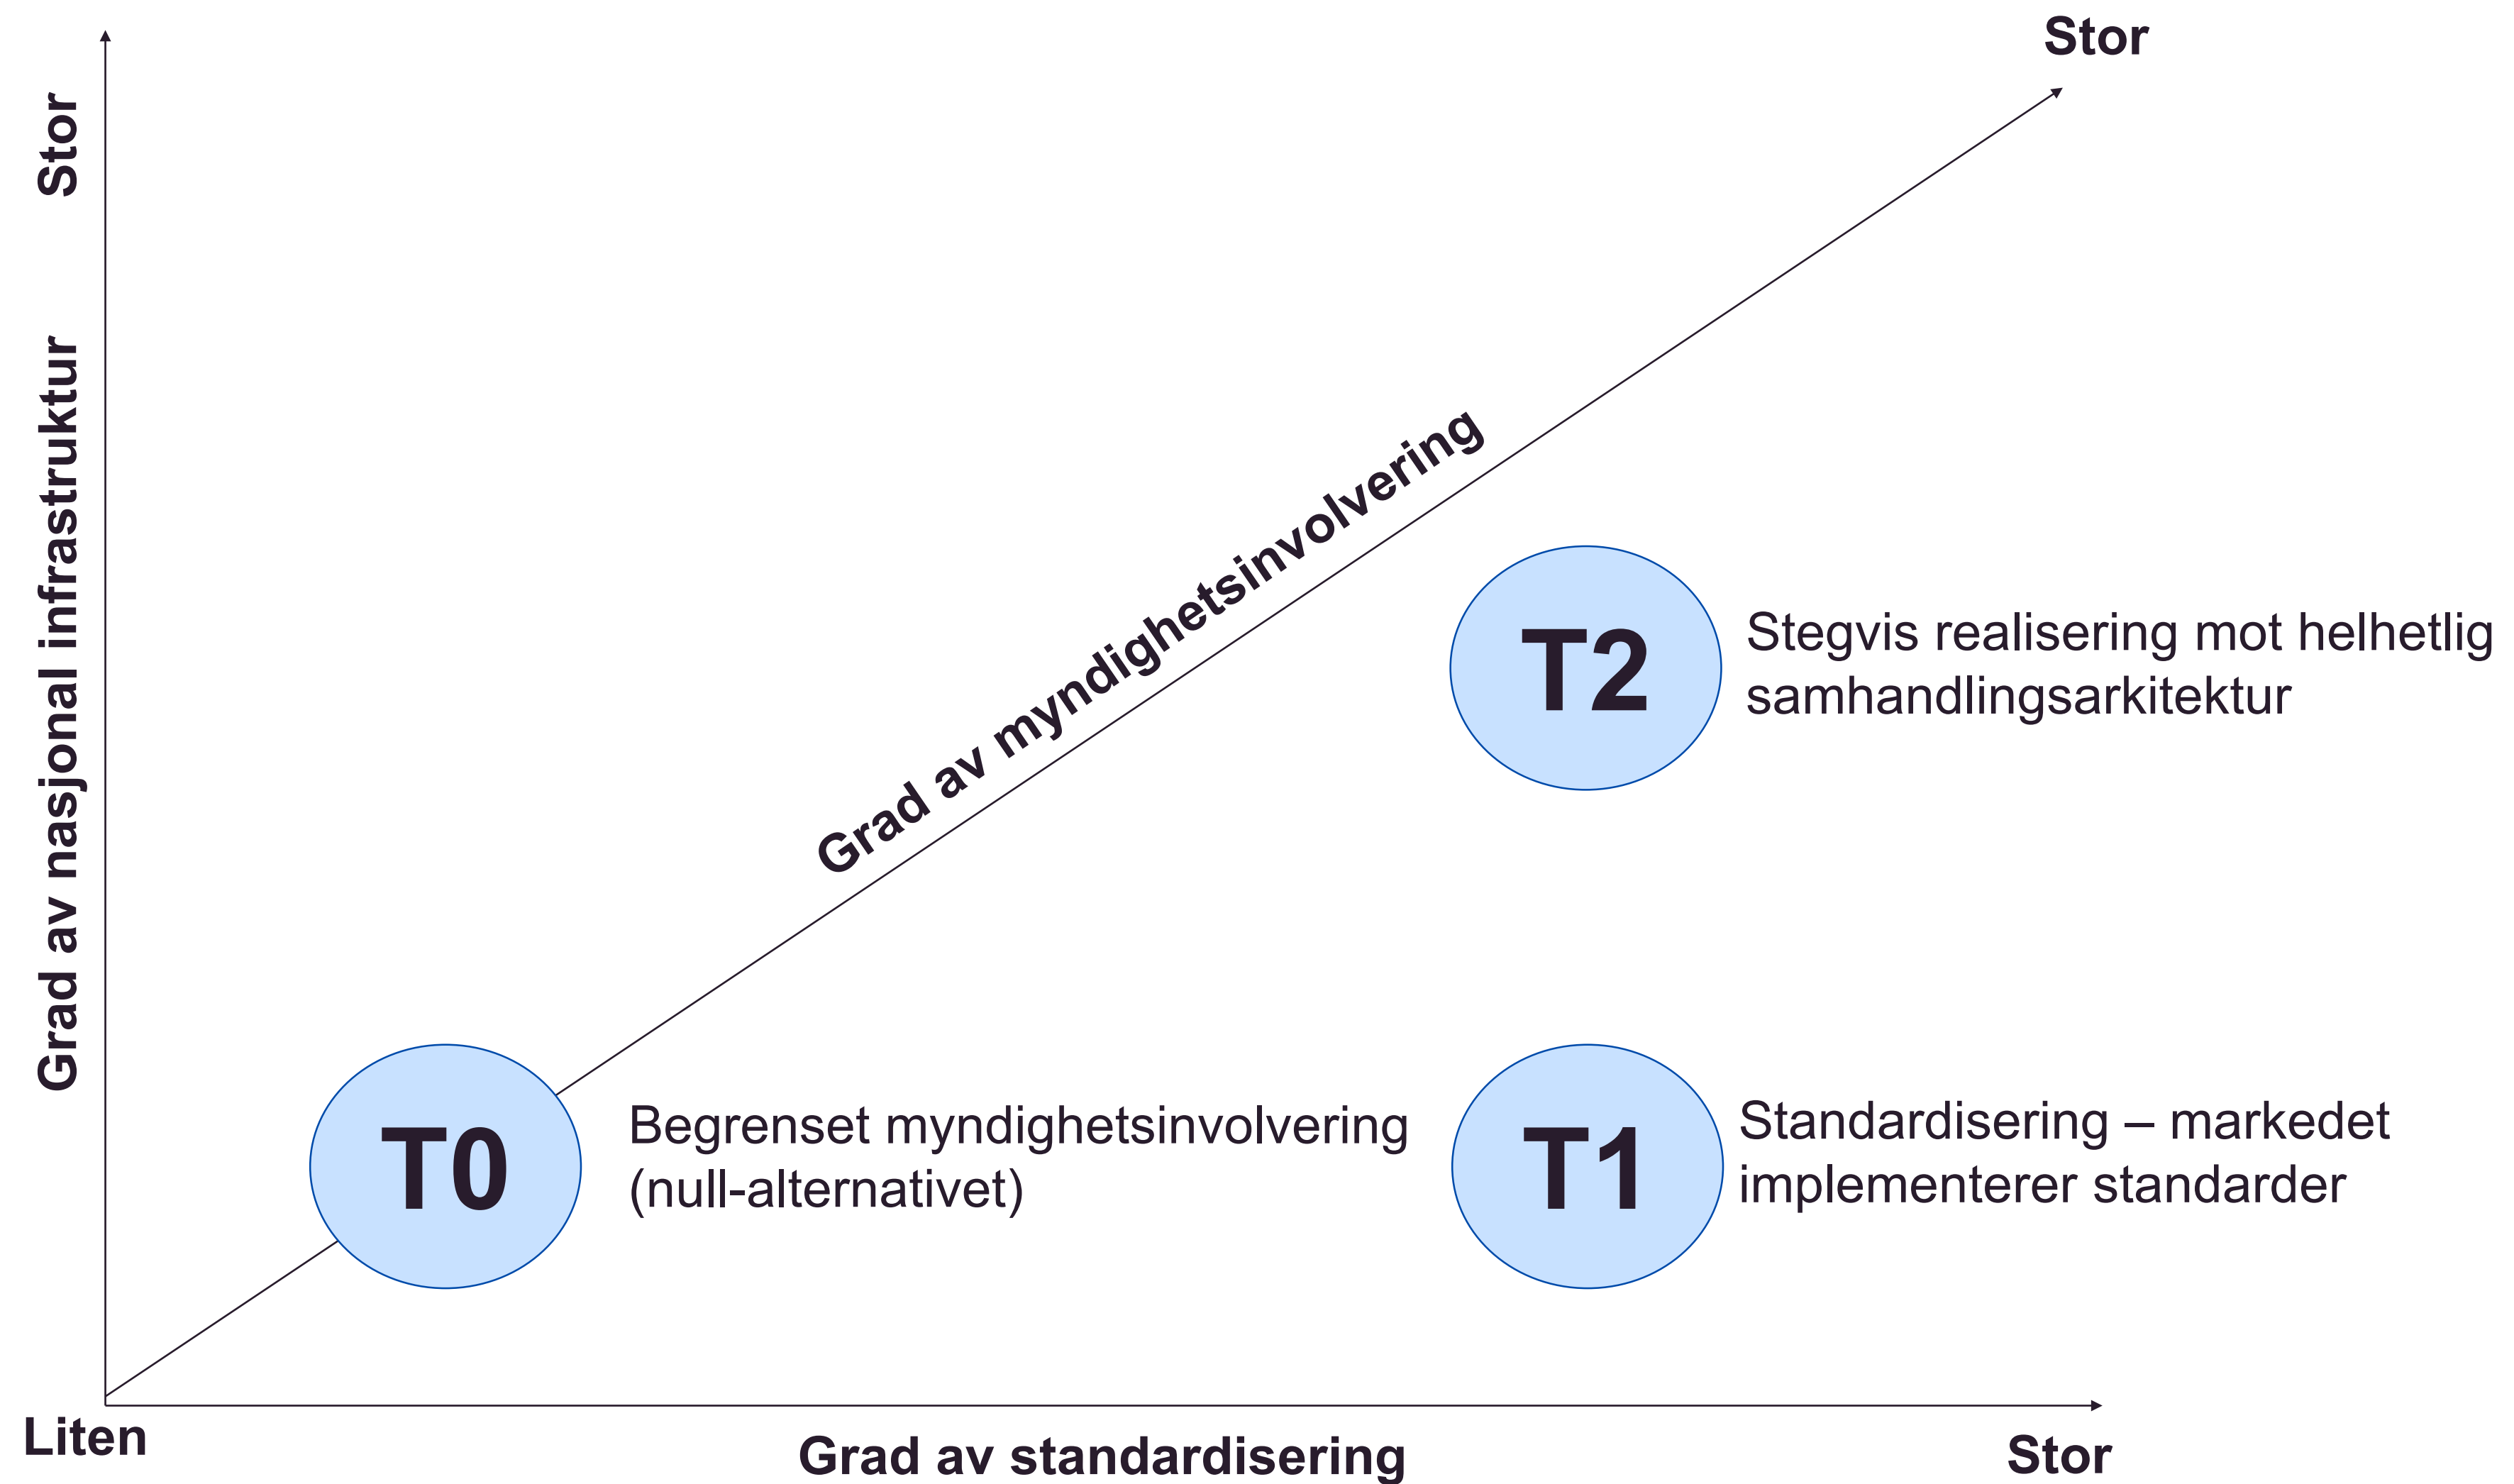 Stor
Stor
Grad av nasjonal infrastruktur
Grad av myndighetsinvolvering
T2
Stegvis realisering mot helhetlig
samhandlingsarkitektur
T0
Begrenset myndighetsinvolvering
(null-alternativet)
T1
Standardisering – markedet
implementerer standarder
Liten
Grad av standardisering
Stor